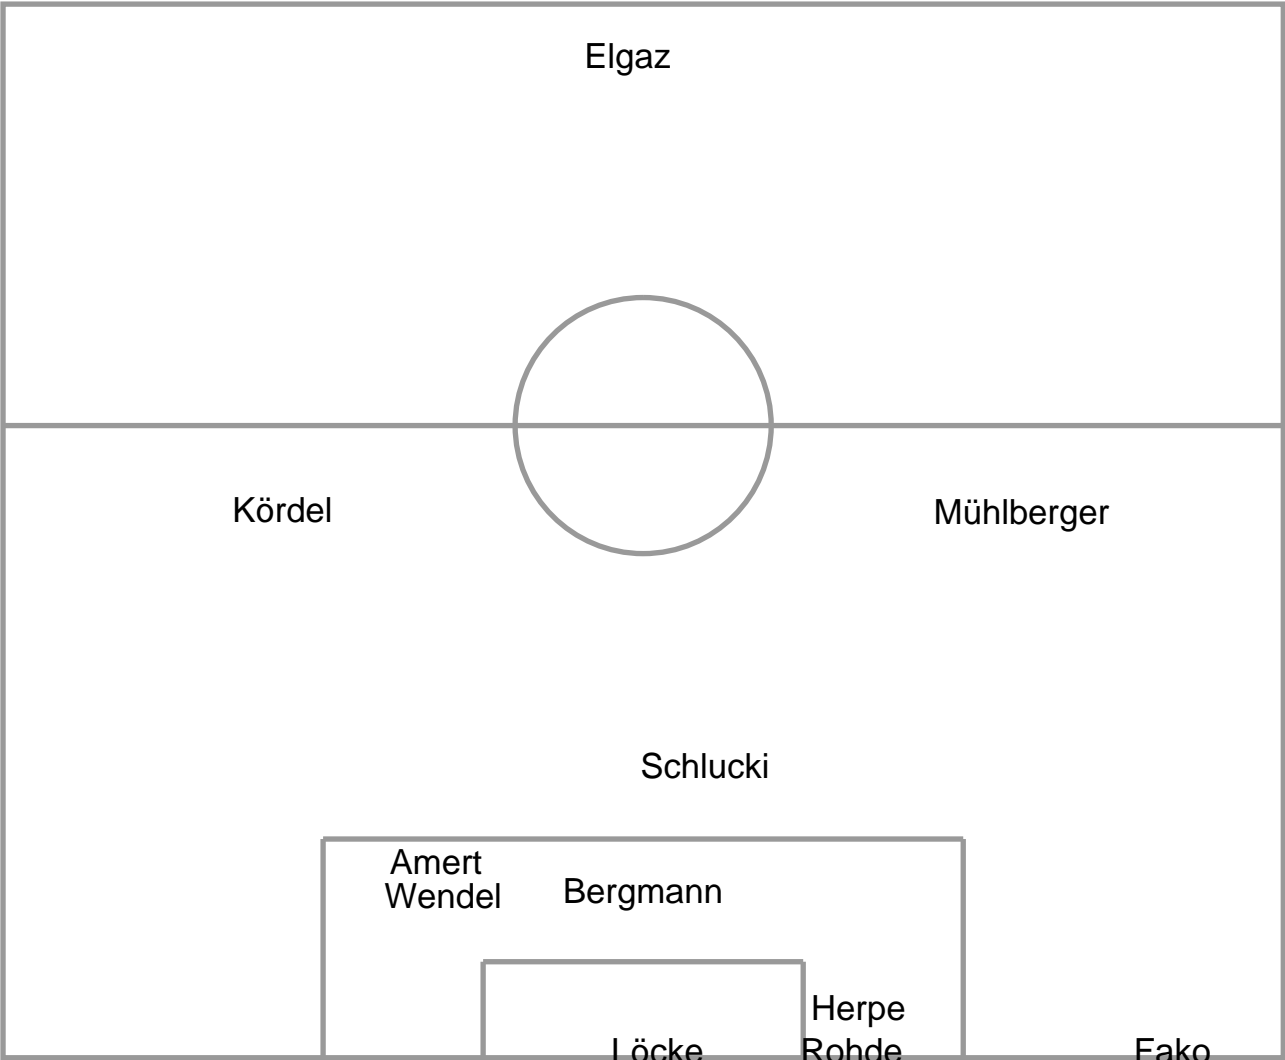 Elgaz
Kördel
Mühlberger
Schlucki
Amert
Wendel
Bergmann
Herpe
Löcke
Rohde
Fako